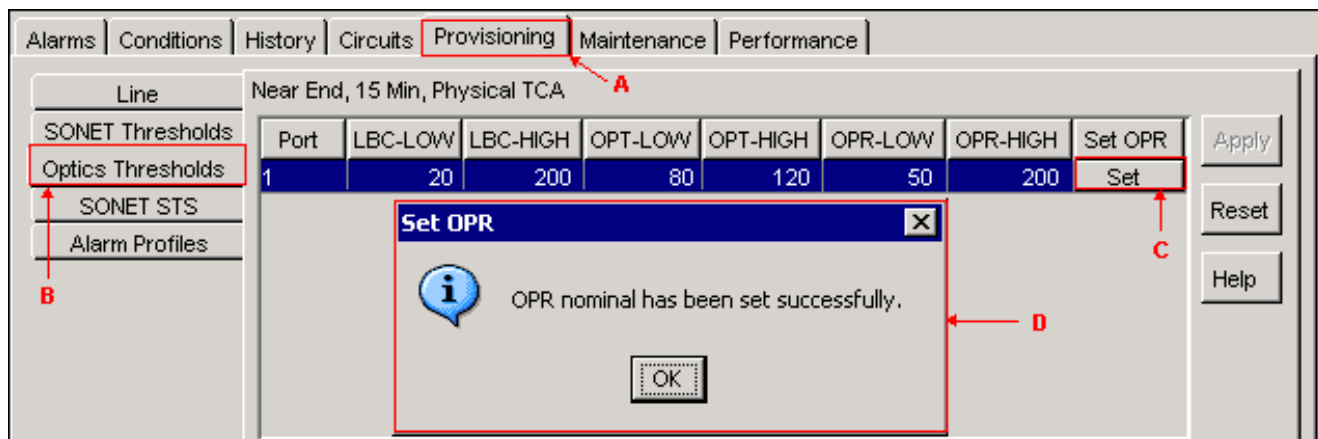 Alarms Conditions History Circuits Provisioning Maintenance Performance
A
Line
SONET Thresholds
Optics Thresholds
SONET STS
Alarm Profiles
B
Near End, 15 Min, Physical TCA
Port LBC-LOW LBC-HIGH OPT-LOW OPT-HIGH OPR-LOW OPR-HIGH Set OPR
1 20 200 80 120 50 200 Set
C
Set OPR
OPR nominal has been set successfully.
OK
D
Apply
Reset
Help